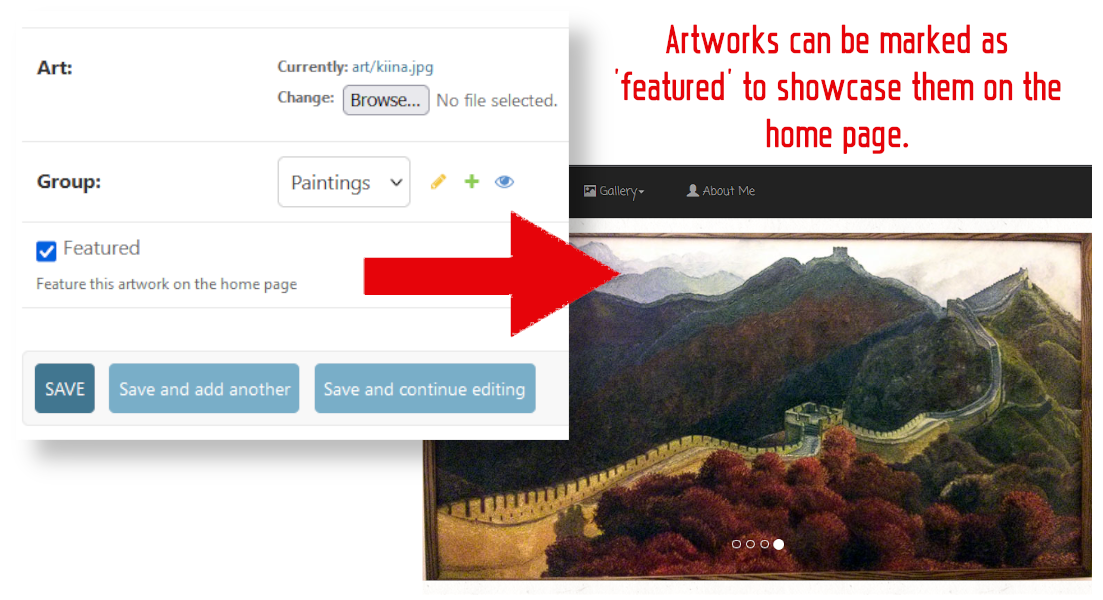 Artworks can be marked as
'featured' to showcase them on the
home page.
Art:
Currently: art/kiina.jpg
Change: Browse... No file selected.
Group:
Paintings
Featured
Feature this artwork on the home page
SAVE Save and add another Save and continue editing
Gallery About Me